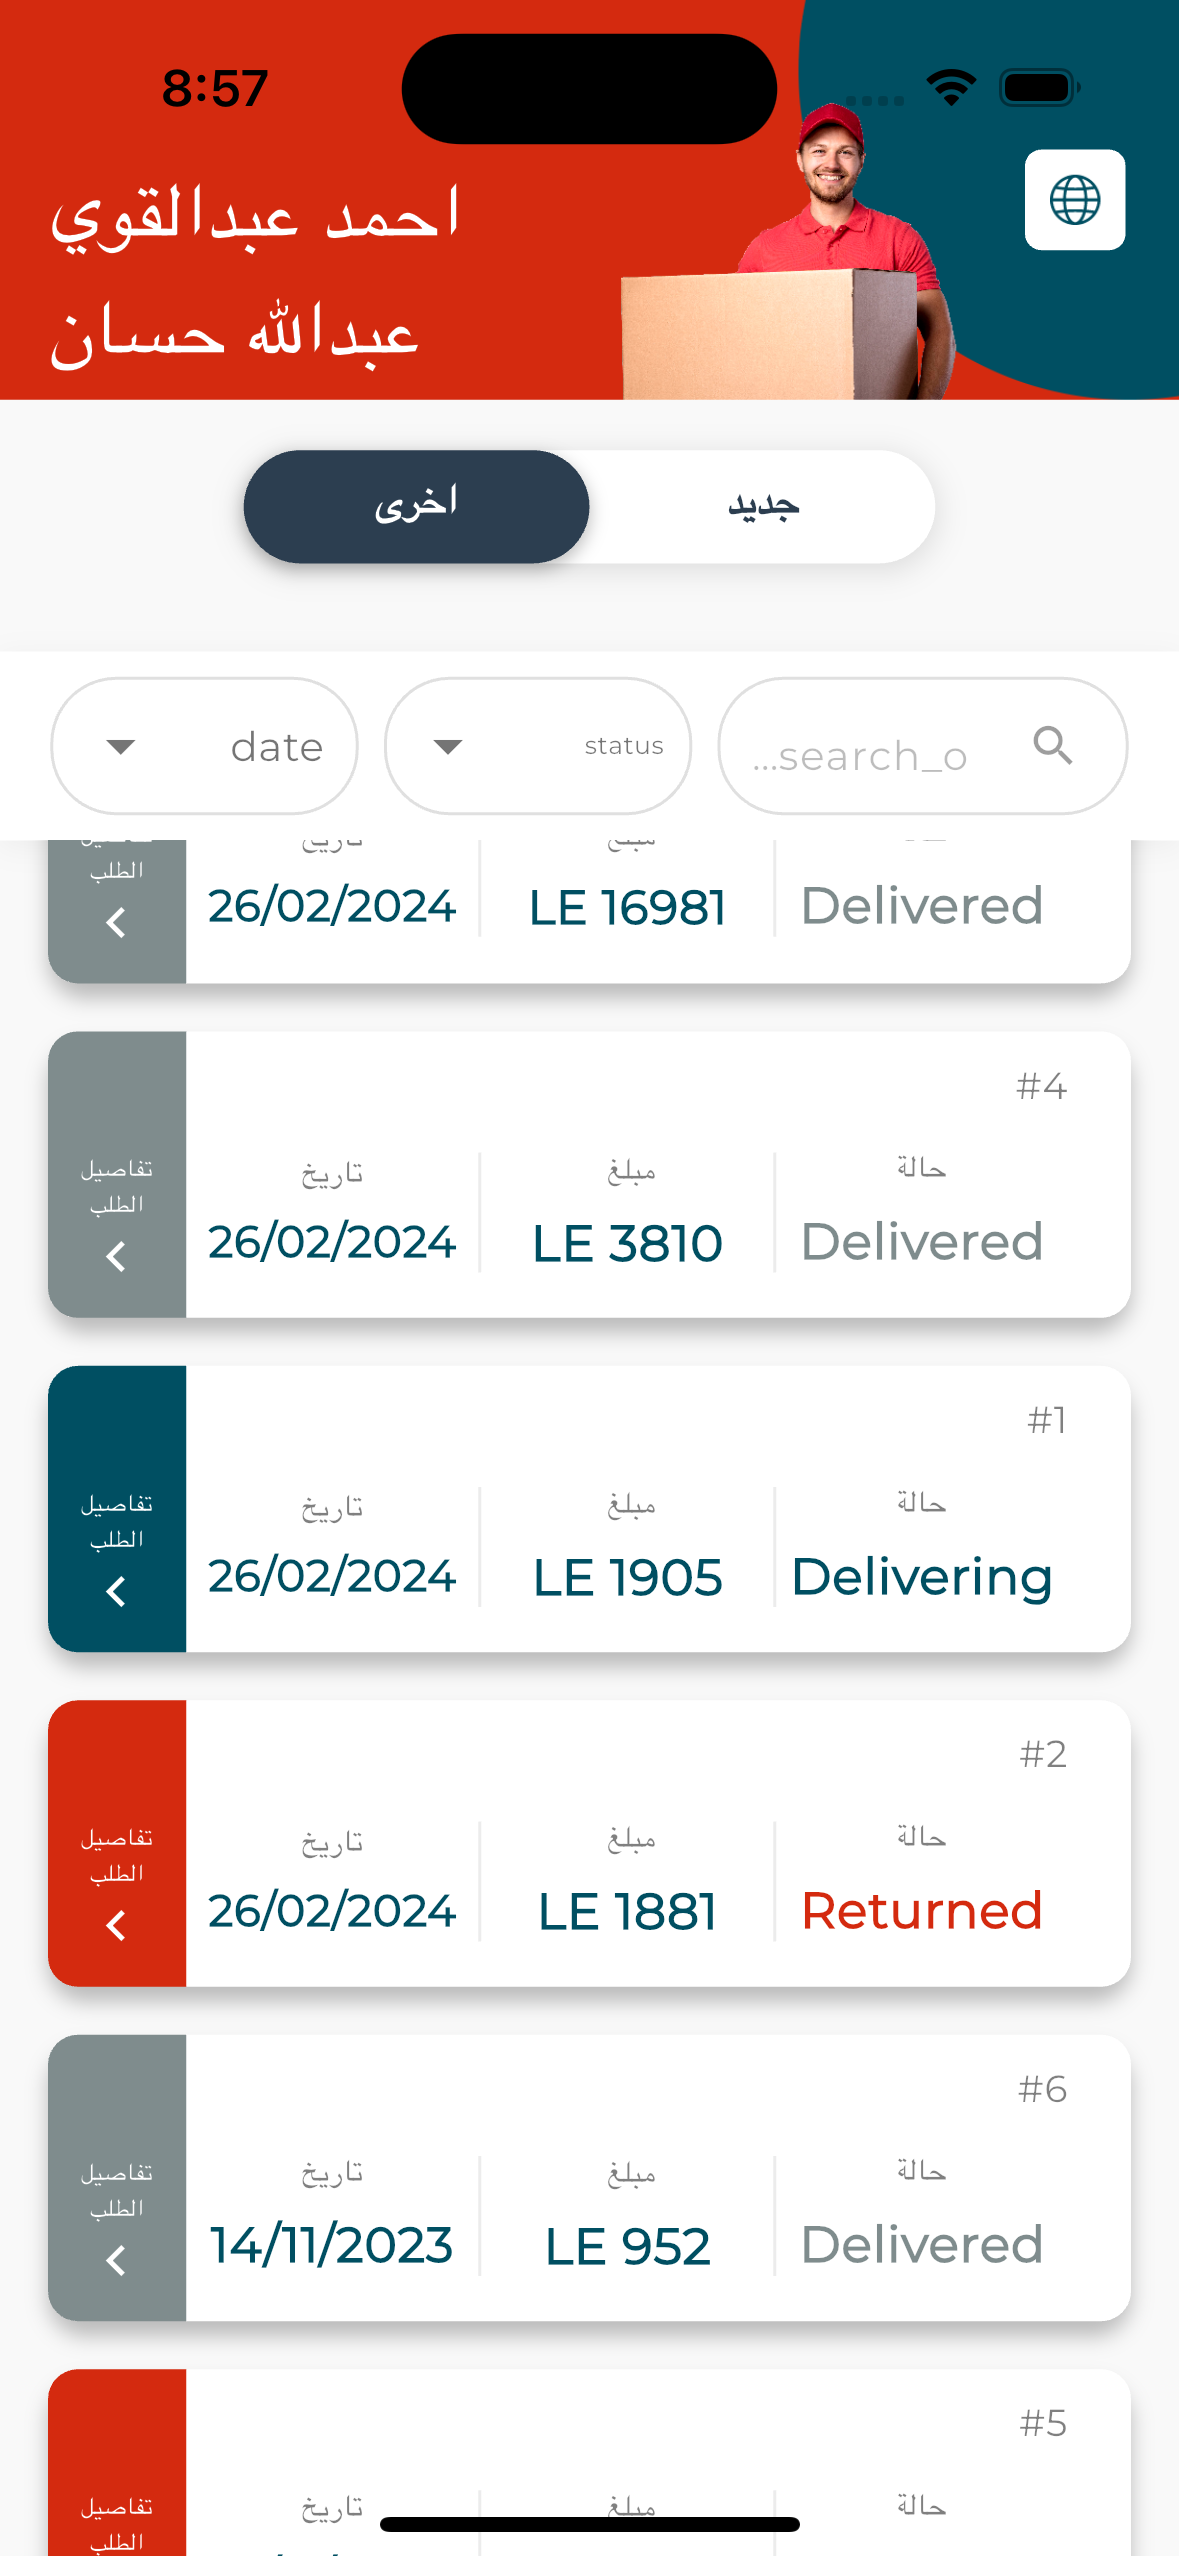 8:57
احمد عبدالقوي
عبدالله حسان
جديد
اخرى
search_o...
status
date
تفاصيل
الطلب
تاريخ
مبلغ
Delivered
LE 16981
26/02/2024
#4
حالة
مبلغ
تاريخ
Delivered
LE 3810
26/02/2024
تفاصيل
الطلب
#1
حالة
مبلغ
تاريخ
Delivering
LE 1905
26/02/2024
تفاصيل
الطلب
#2
حالة
مبلغ
تاريخ
Returned
LE 1881
26/02/2024
تفاصيل
الطلب
#6
حالة
مبلغ
تاريخ
Delivered
LE 952
14/11/2023
تفاصيل
الطلب
#5
حالة
مبلغ
تاريخ
تفاصيل
الطلب